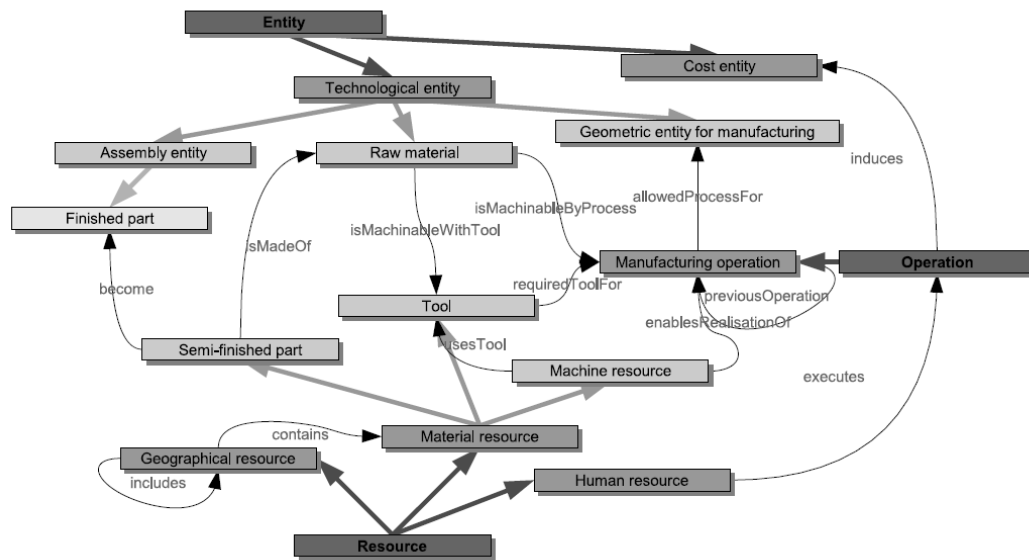 Entity
Cost entity
Technological entity
Geometric entity for manufacturing
Assembly entity
Raw material
induces
allowedProcessFor
isMachinableByProcess
Finished part
isMachinableWithTool
isMadeOf
Manufacturing operation
Operation
become
requiredToolFor
previousOperation
Tool
enablesRealisationOf
Semi-finished part
usesTool
Machine resource
executes
contains
Material resource
Geographical resource
includes
Human resource
Resource